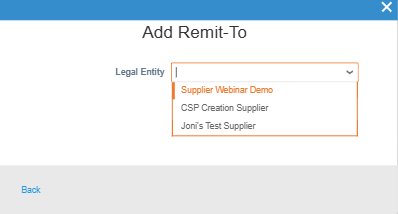 Add Remit-To
Legal Entity
Supplier Webinar Demo
CSP Creation Supplier
Joni's Test Supplier
Back